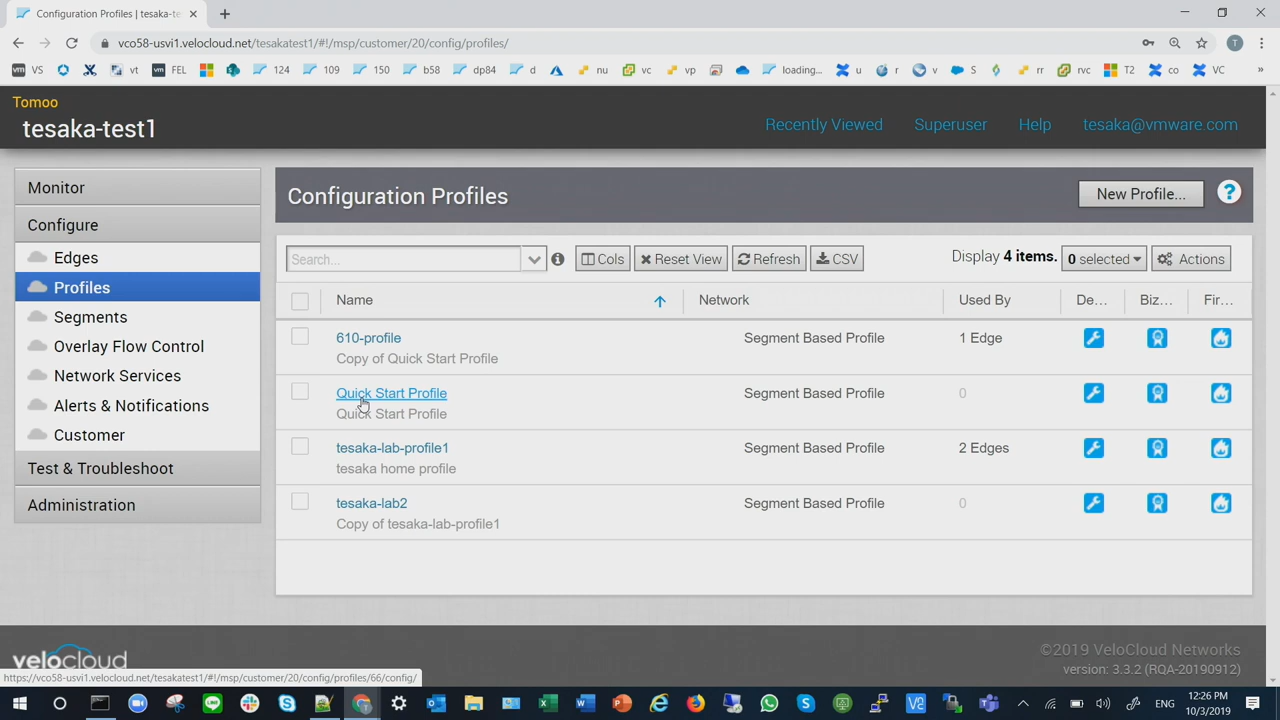 Configuration Profiles | tesaka-te
vco58-usvi1.velocloud.net/tesakatest1/#!/msp/customer/20/config/profiles/
T
vm VS
vt
vm FEL
124
109
150
b58
dp84
d
nu
vc
vp
loading...
u
r
v
S
rr
rvc
T2
co
VC
»
Tomoo
tesaka-test1
Recently Viewed
Superuser
Help
tesaka@vmware.com
Monitor
Configure
Edges
Profiles
Segments
Overlay Flow Control
Network Services
Alerts & Notifications
Customer
Test & Troubleshoot
Administration
Configuration Profiles
New Profile...
?
Search...
Cols
Reset View
Refresh
CSV
Display 4 items.
0 selected
Actions
Name
Network
Used By
De...
Biz...
Fir...
610-profile
Segment Based Profile
1 Edge
Copy of Quick Start Profile
Quick Start Profile
Segment Based Profile
0
Quick Start Profile
tesaka-lab-profile1
Segment Based Profile
2 Edges
tesaka home profile
tesaka-lab2
Segment Based Profile
0
Copy of tesaka-lab-profile1
velocloud
©2019 VeloCloud Networks
version: 3.3.2 (RQA-20190912)
https://vco58-usvi1.velocloud.net/tesakatest1/#!/msp/customer/20/config/profiles/66/config/
ENG
12:26 PM
10/3/2019